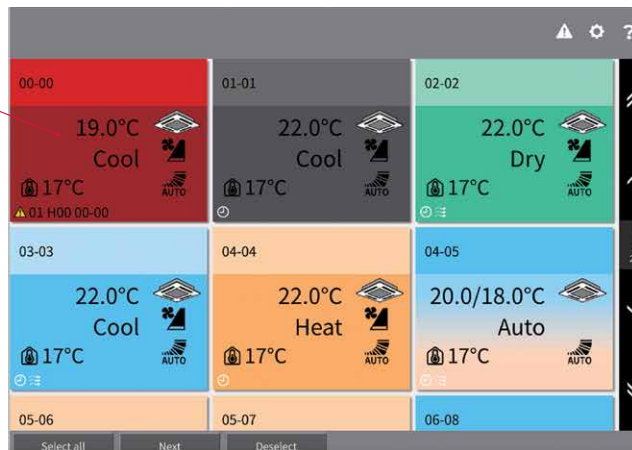 ?
00-00
19.0°C
Cool
17°C
AUTO
01 H00 00-00
01-01
22.0°C
Cool
17°C
AUTO
02-02
22.0°C
Dry
17°C
AUTO
03-03
22.0°C
Cool
17°C
AUTO
04-04
22.0°C
Heat
17°C
AUTO
04-05
20.0/18.0°C
Auto
17°C
AUTO
05-06
05-07
06-08
Select all
Next
Deselect